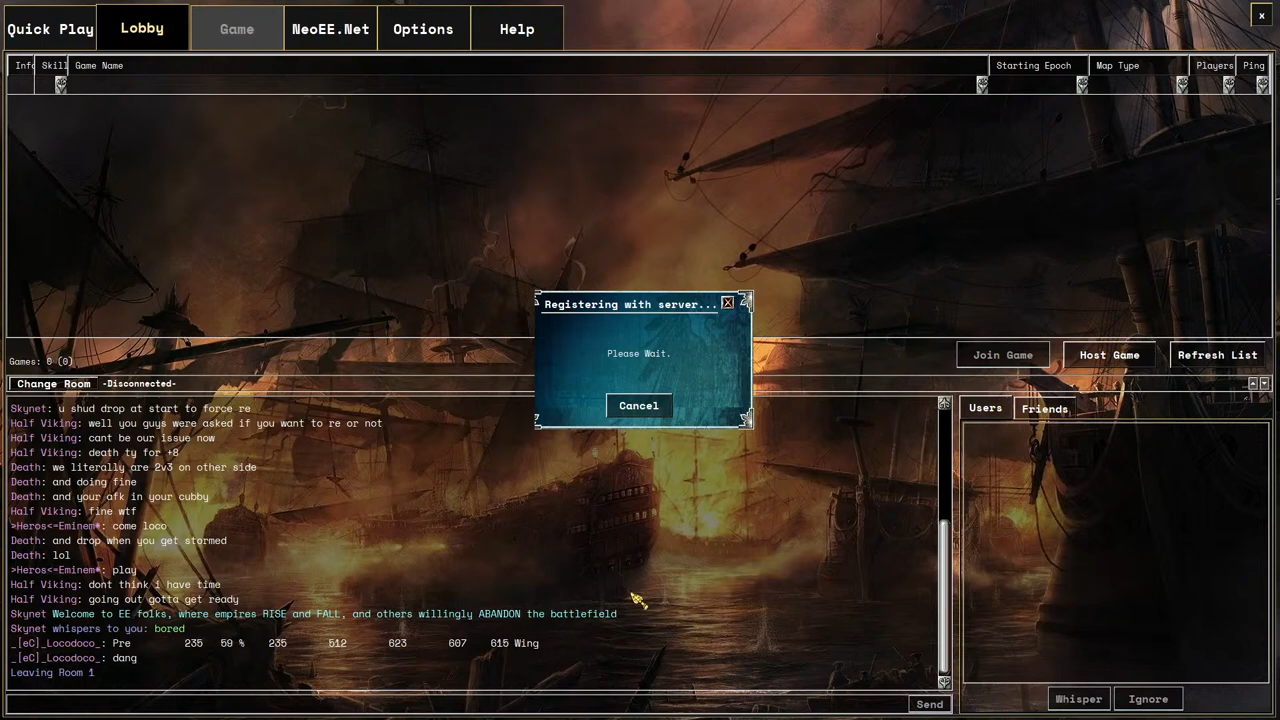 Quick Play
Lobby
Game
NeoEE.Net
Options
Help
x
Info Skill Game Name Starting Epoch Map Type Players Ping
Registering with server...
Please Wait.
Cancel
Games: 0 (0)
Join Game
Host Game
Refresh List
Change Room -Disconnected-
Skynet: u shud drop at start to force re
Half Viking: well you guys were asked if you want to re or not
Half Viking: cant be our issue now
Half Viking: death ty for +8
Death: we literally are 2v3 on other side
Death: and doing fine
Death: and your afk in your cubby
Half Viking: fine wtf
>Heros<=Eminem*: come loco
Death: and drop when you get stormed
Death: lol
>Heros<=Eminem*: play
Half Viking: dont think i have time
Half Viking: going out gotta get ready
Skynet Welcome to EE folks, where empires RISE and FALL, and others willingly ABANDON the battlefield
Skynet whispers to you: bored
_[eC]_Locodoco_: Pre 235 59 % 235 512 623 607 615 Wing
_[eC]_Locodoco_: dang
Leaving Room 1
Send
Users
Friends
Whisper
Ignore